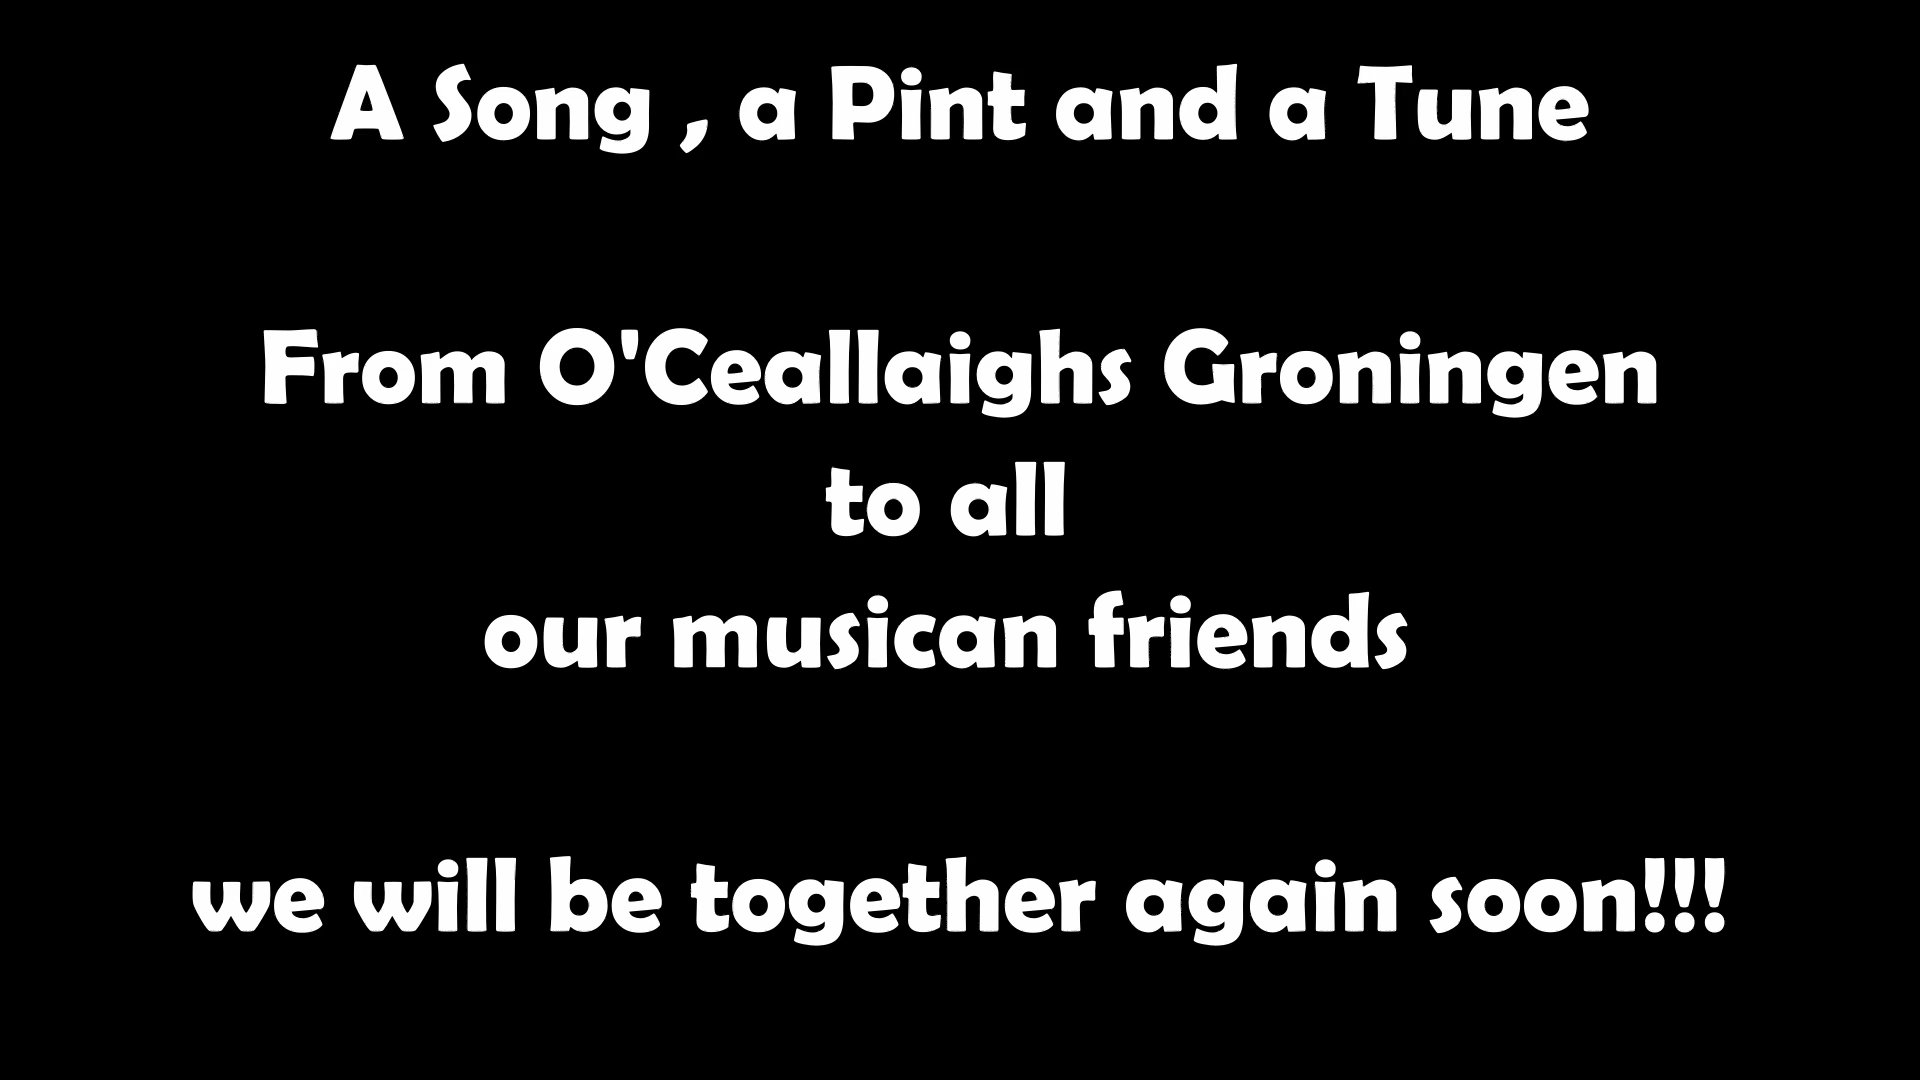 A Song , a Pint and a Tune
From O'Ceallaighs Groningen
to all
our musican friends
we will be together again soon!!!